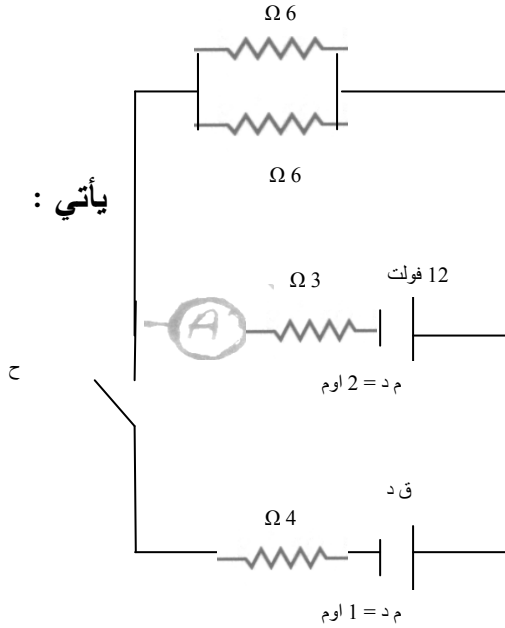 Ω 6
Ω 6
يأتي :
12 فولت
Ω 3
A
م د = 2 اوم
ح
ق د
Ω 4
م د = 1 اوم